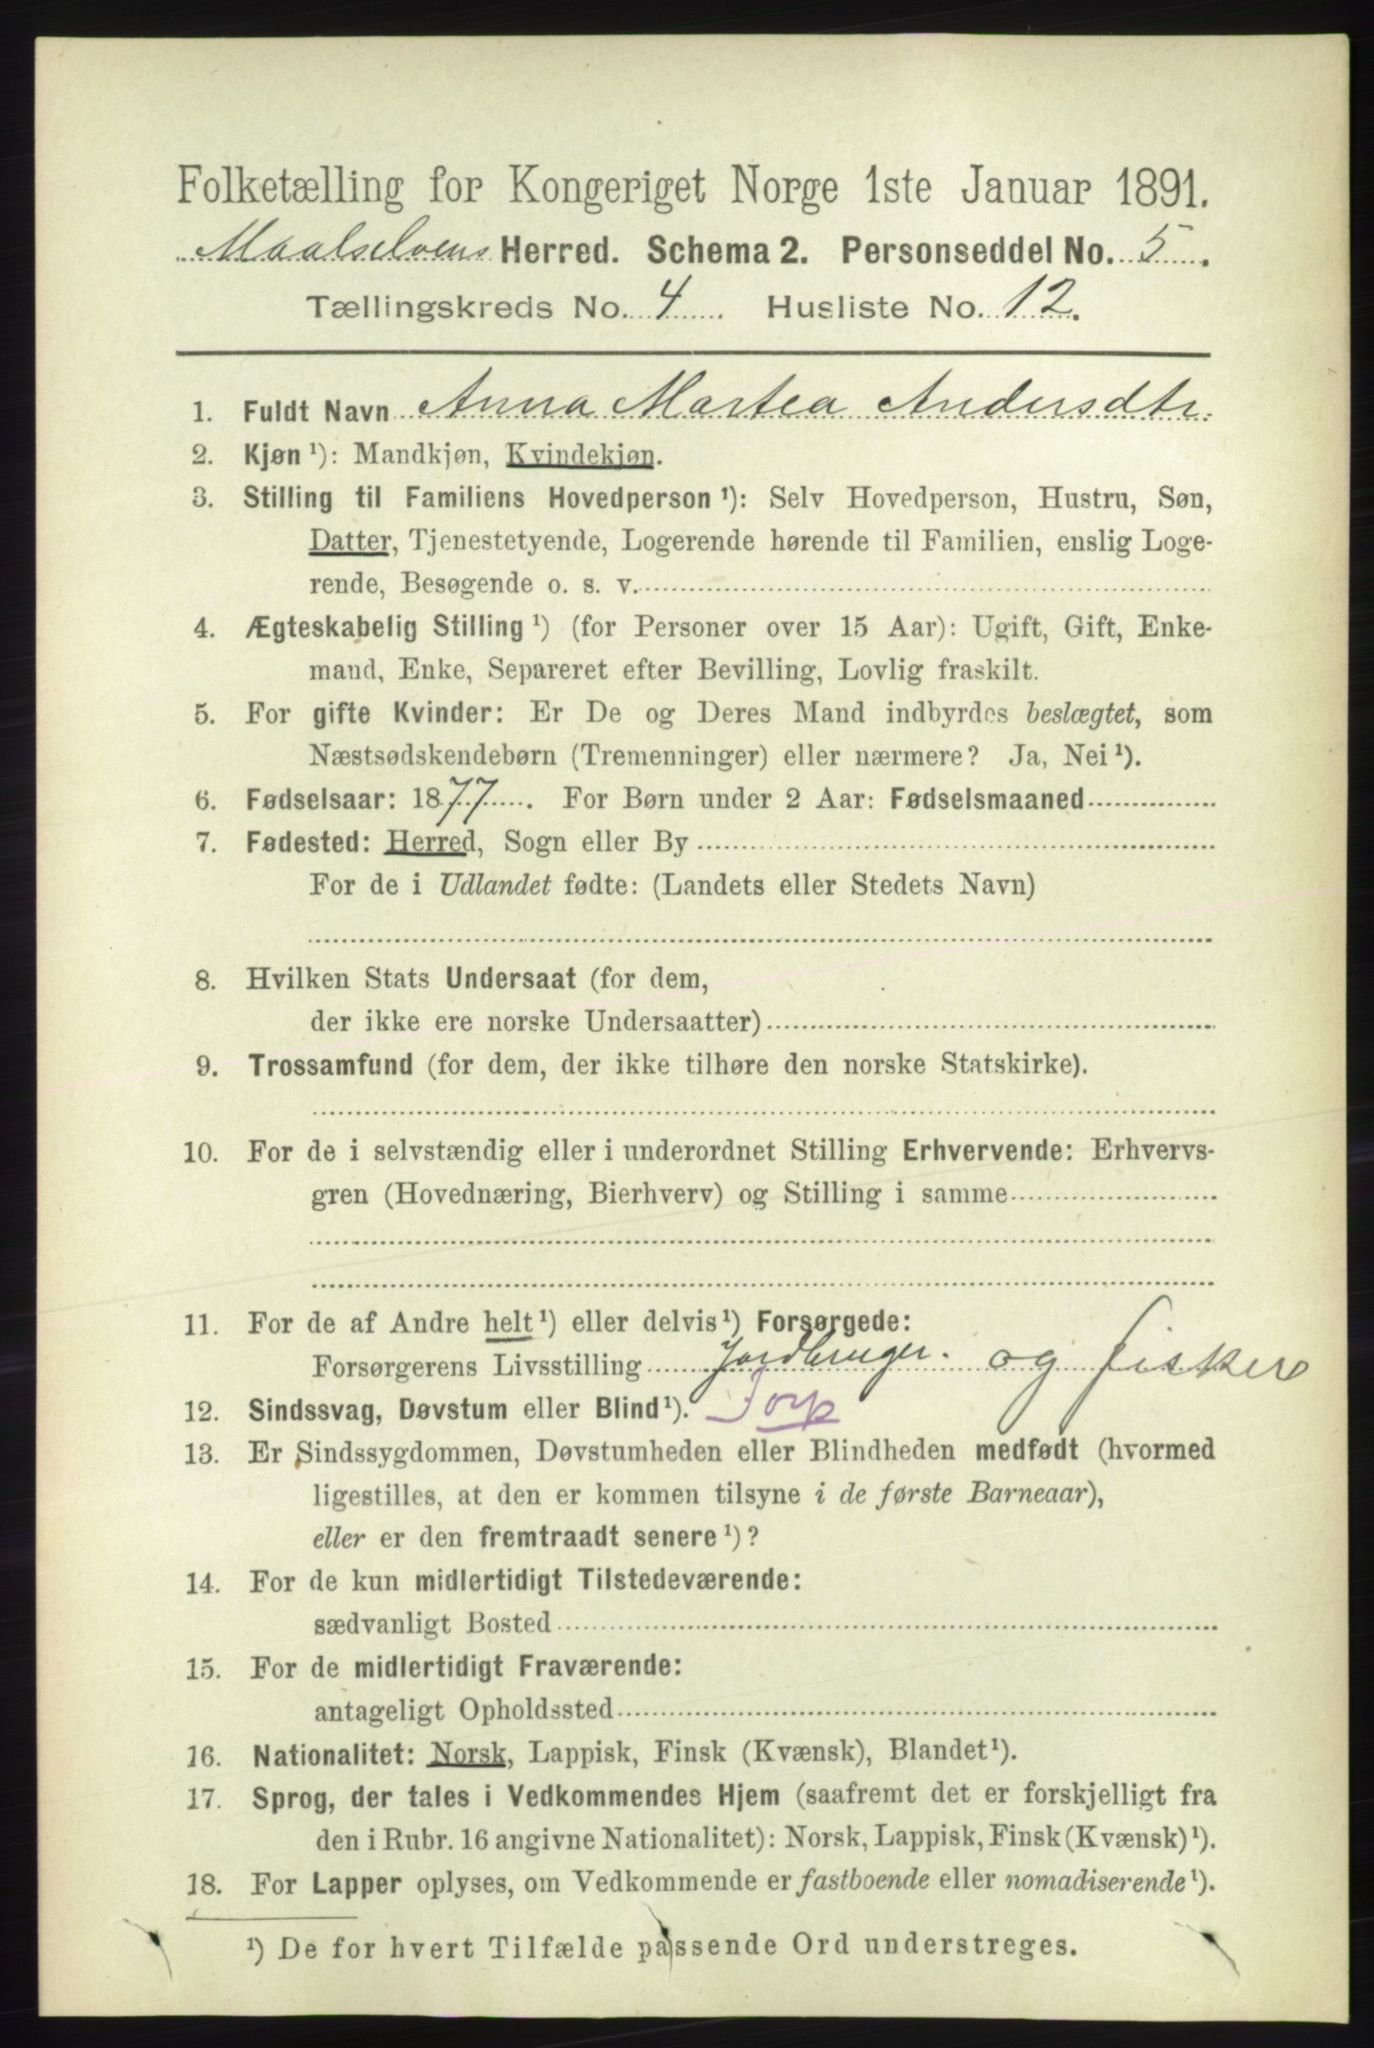 Folketælling for Kongeriget Norge 1ste Januar 1891.
Maalselvens Herred. Schema 2. Personseddel No. 5.
Tællingskreds No. 4 Husliste No. 12.
1. Fuldt Navn Anna Martea Andersdtr.
2. Kjøn ¹): Mandkjøn, Kvindekjøn.
3. Stilling til Familiens Hovedperson ¹): Selv Hovedperson, Hustru, Søn,
Datter, Tjenestetyende, Logerende hørende til Familien, enslig Loge-
rende, Besøgende o. s. v.
4. Ægteskabelig Stilling ¹) (for Personer over 15 Aar): Ugift, Gift, Enke-
mand, Enke, Separeret efter Bevilling, Lovlig fraskilt.
5. For gifte Kvinder: Er De og Deres Mand indbyrdes beslægtet, som
Næstsødskendebørn (Tremenninger) eller nærmere? Ja, Nei ¹).
6. Fødselsaar: 1877. For Børn under 2 Aar: Fødselsmaaned
7. Fødested: Herred, Sogn eller By
For de i Udlandet fødte: (Landets eller Stedets Navn)
8. Hvilken Stats Undersaat (for dem,
der ikke ere norske Undersaatter)
9. Trossamfund (for dem, der ikke tilhøre den norske Statskirke).
10. For de i selvstændig eller i underordnet Stilling Erhvervende: Erhvervs-
gren (Hovednæring, Bierhverv) og Stilling i samme
11. For de af Andre helt ¹) eller delvis ¹) Forsørgede:
Forsørgerens Livsstilling Jordbruger. og fisker
12. Sindssvag, Døvstum eller Blind ¹).
13. Er Sindssygdommen, Døvstumheden eller Blindheden medfødt (hvormed
ligestilles, at den er kommen tilsyne i de første Barneaar),
eller er den fremtraadt senere ¹)?
14. For de kun midlertidigt Tilstedeværende:
sædvanligt Bosted
15. For de midlertidigt Fraværende:
antageligt Opholdssted
16. Nationalitet: Norsk, Lappisk, Finsk (Kvænsk), Blandet ¹).
17. Sprog, der tales i Vedkommendes Hjem (saafremt det er forskjelligt fra
den i Rubr. 16 angivne Nationalitet): Norsk, Lappisk, Finsk (Kvænsk) ¹).
18. For Lapper oplyses, om Vedkommende er fastboende eller nomadiserende ¹).
¹) De for hvert Tilfælde passende Ord understreges.